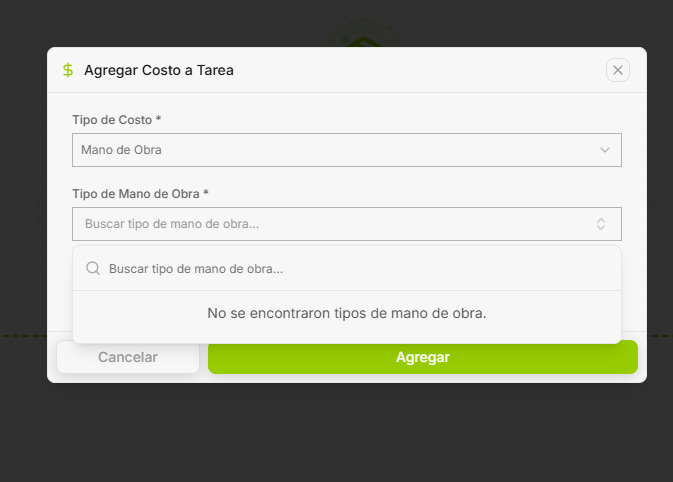 $ Agregar Costo a Tarea
Tipo de Costo *
Mano de Obra
Tipo de Mano de Obra *
Buscar tipo de mano de obra...
Buscar tipo de mano de obra...
No se encontraron tipos de mano de obra.
Cancelar
Agregar